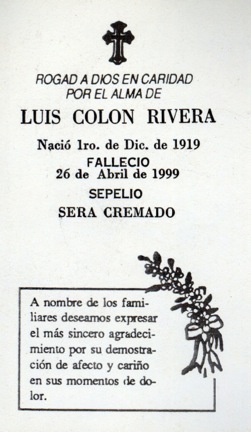 ROGAD A DIOS EN CARIDAD
POR EL ALMA DE
LUIS COLON RIVERA
Nació 1ro. de Dic. de 1919
FALLECIO
26 de Abril de 1999
SEPELIO
SERA CREMADO
A nombre de los fami-
liares deseamos expresar
el más sincero agradeci-
miento por su demostra-
ción de afecto y cariño
en sus momentos de do-
lor.